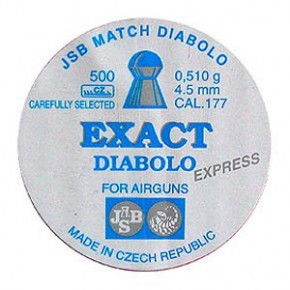 JSB MATCH DIABOLO
500
CZ
CAREFULLY SELECTED
0,510 g
4.5 mm
CAL.177
EXACT
DIABOLO
EXPRESS
FOR AIRGUNS
JSB
MADE IN CZECH REPUBLIC